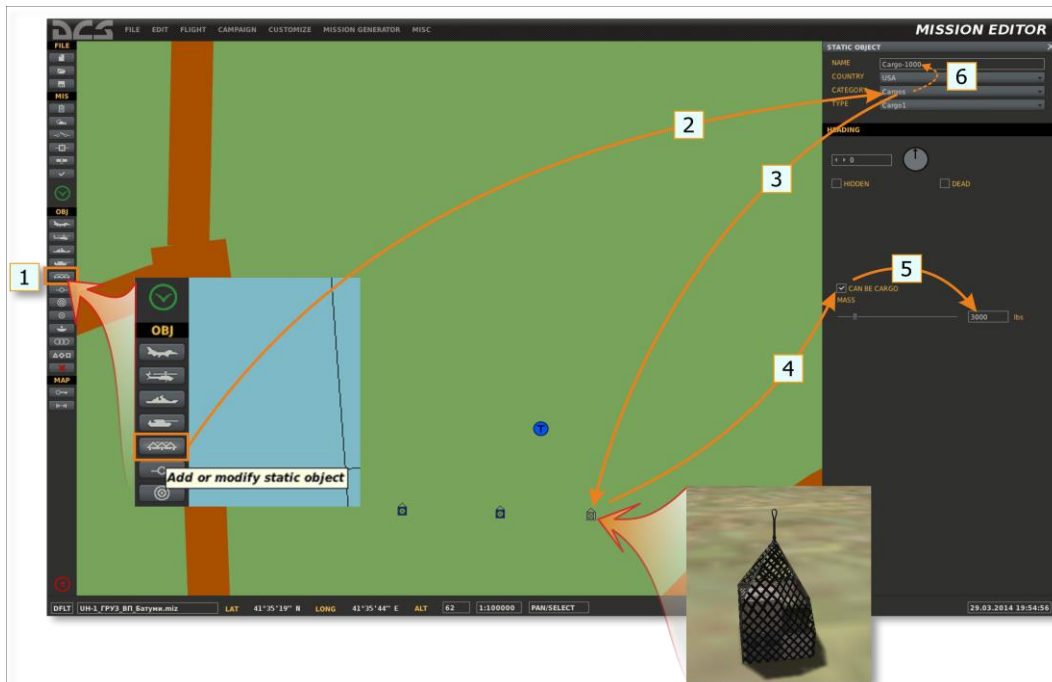 DCS FILE EDIT FLIGHT CAMPAIGN CUSTOMIZE MISSION GENERATOR MISC MISSION EDITOR
FILE
MIS
OBJ
MAP
STATIC OBJECT X
NAME Cargo-1000
COUNTRY USA
CATEGORY Cargos
TYPE Cargo1
HEADING
0
HIDDEN DEAD
CAN BE CARGO
MASS
3000 lbs
1
2
3
4
5
6
OBJ
Add or modify static object
DFLT UH-1_ГРУЗ_ВП_Батуми.miz LAT 41°35'19" N LONG 41°35'44" E ALT 62 1:100000 PAN/SELECT 29.03.2014 19:54:56